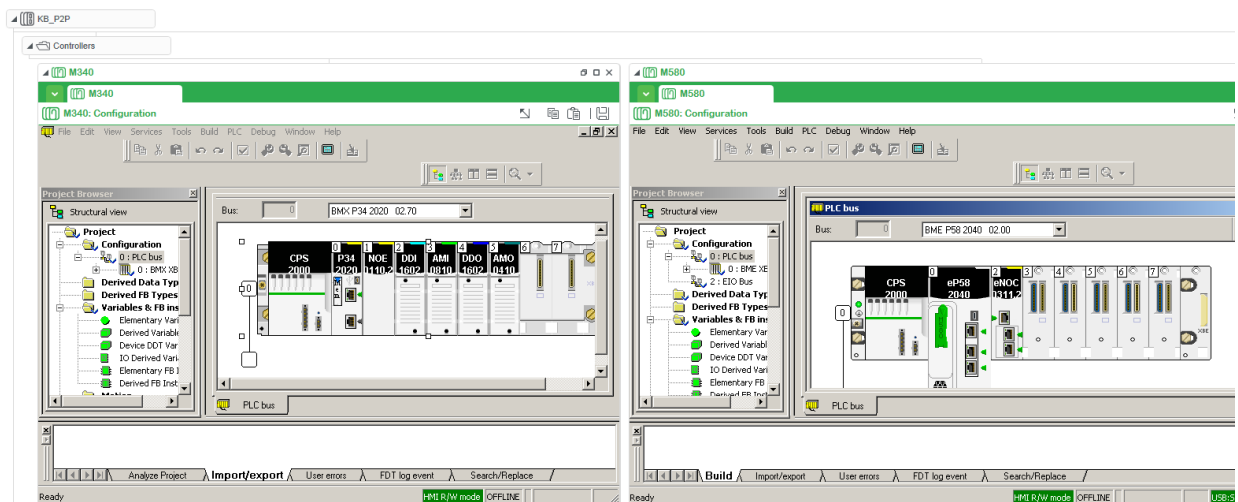 KB_P2P
Controllers
M340
M340
M340: Configuration
File Edit View Services Tools Build PLC Debug Window Help
Project Browser
Structural view
Project
Configuration
0 : PLC bus
0 : BMX XB
Derived Data Typ
Derived FB Types
Variables & FB ins
Elementary Vari
Derived Variable
Device DDT Var
IO Derived Vari
Elementary FB I
Derived FB Inst
Motion
Bus: 0 BMX P34 2020 02.70
0 1 2 3 4 5 6 7
CPS 2000
P34 2020
NOE 0110.2
DDI 1602
AMI 0810
DDO 1602
AMO 0410
0
PLC bus
Analyze Project Import/export User errors FDT log event Search/Replace
Ready HMI R/W mode OFFLINE
M580
M580
M580: Configuration
File Edit View Services Tools Build PLC Debug Window Help
Project Browser
Structural view
Project
Configuration
0 : PLC bus
0 : BME XE
2 : EIO Bus
Derived Data Typ
Derived FB Types
Variables & FB ins
Elementary Var
Derived Variabl
Device DDT Var
IO Derived Vari
Elementary FB
Derived FB Inst
PLC bus
Bus: 0 BME P58 2040 02.00
0 2 3 4 5 6 7
CPS 2000
eP58 2040
eNOC 0311.2
XBE
0
PLC bus
Build Import/export User errors FDT log event Search/Replace
Ready HMI R/W mode OFFLINE USB:S